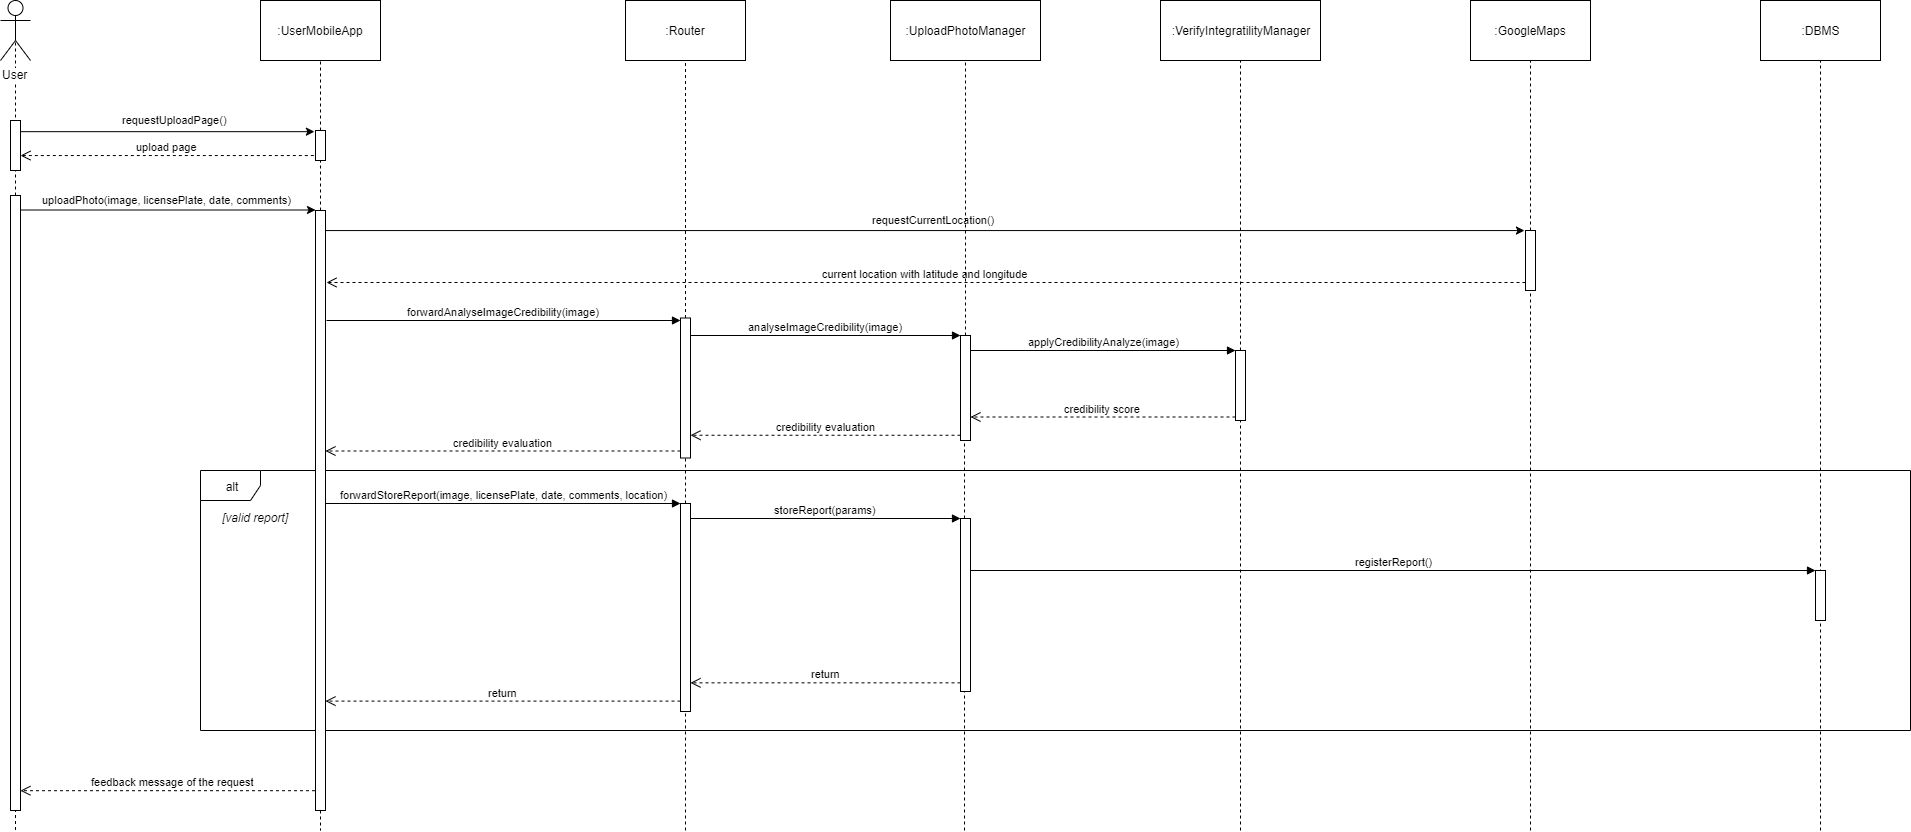 User
:UserMobileApp
:Router
:UploadPhotoManager
:VerifyIntegratilityManager
:GoogleMaps
:DBMS
requestUploadPage()
upload page
uploadPhoto(image, licensePlate, date, comments)
requestCurrentLocation()
current location with latitude and longitude
forwardAnalyseImageCredibility(image)
analyseImageCredibility(image)
applyCredibilityAnalyze(image)
credibility score
credibility evaluation
credibility evaluation
alt
[valid report]
forwardStoreReport(image, licensePlate, date, comments, location)
storeReport(params)
registerReport()
return
return
feedback message of the request